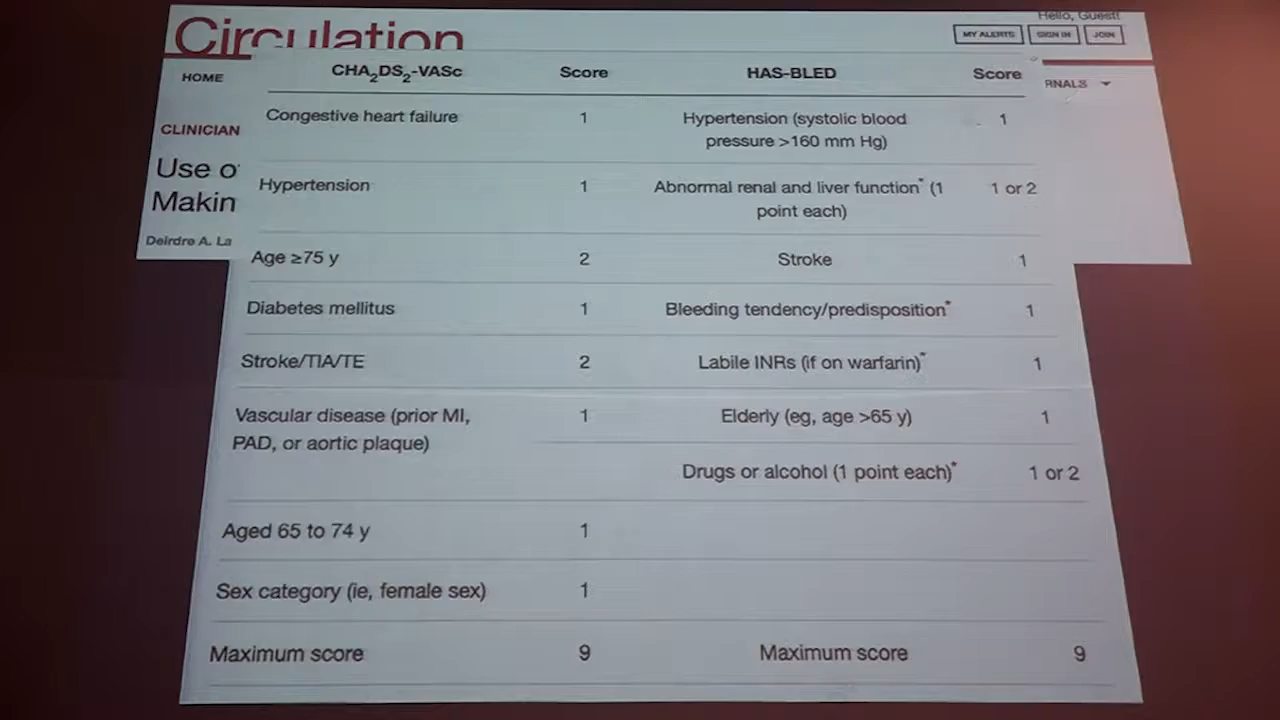 Hello, Guest!
Circulation
MY ALERTS SIGN IN JOIN
HOME
RNALS
CLINICIAN
Use o
Makin
Deirdre A. La
CHA2DS2-VASc Score HAS-BLED Score
Congestive heart failure 1 Hypertension (systolic blood
pressure >160 mm Hg) 1
Hypertension 1 Abnormal renal and liver function* (1
point each) 1 or 2
Age ≥75 y 2 Stroke 1
Diabetes mellitus 1 Bleeding tendency/predisposition* 1
Stroke/TIA/TE 2 Labile INRs (if on warfarin)* 1
Vascular disease (prior MI,
PAD, or aortic plaque) 1 Elderly (eg, age >65 y) 1
Drugs or alcohol (1 point each)* 1 or 2
Aged 65 to 74 y 1
Sex category (ie, female sex) 1
Maximum score 9 Maximum score 9